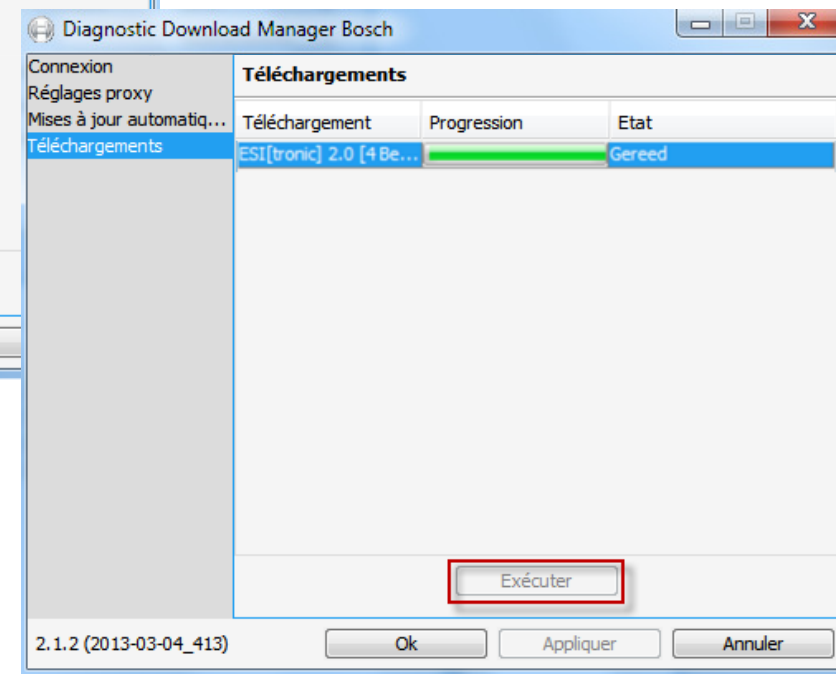 Diagnostic Download Manager Bosch
Connexion
Réglages proxy
Mises à jour automatiq...
Téléchargements
Téléchargements
Téléchargement Progression Etat
ESI[tronic] 2.0 [4 Be... Gereed
Exécuter
2.1.2 (2013-03-04_413) Ok Appliquer Annuler